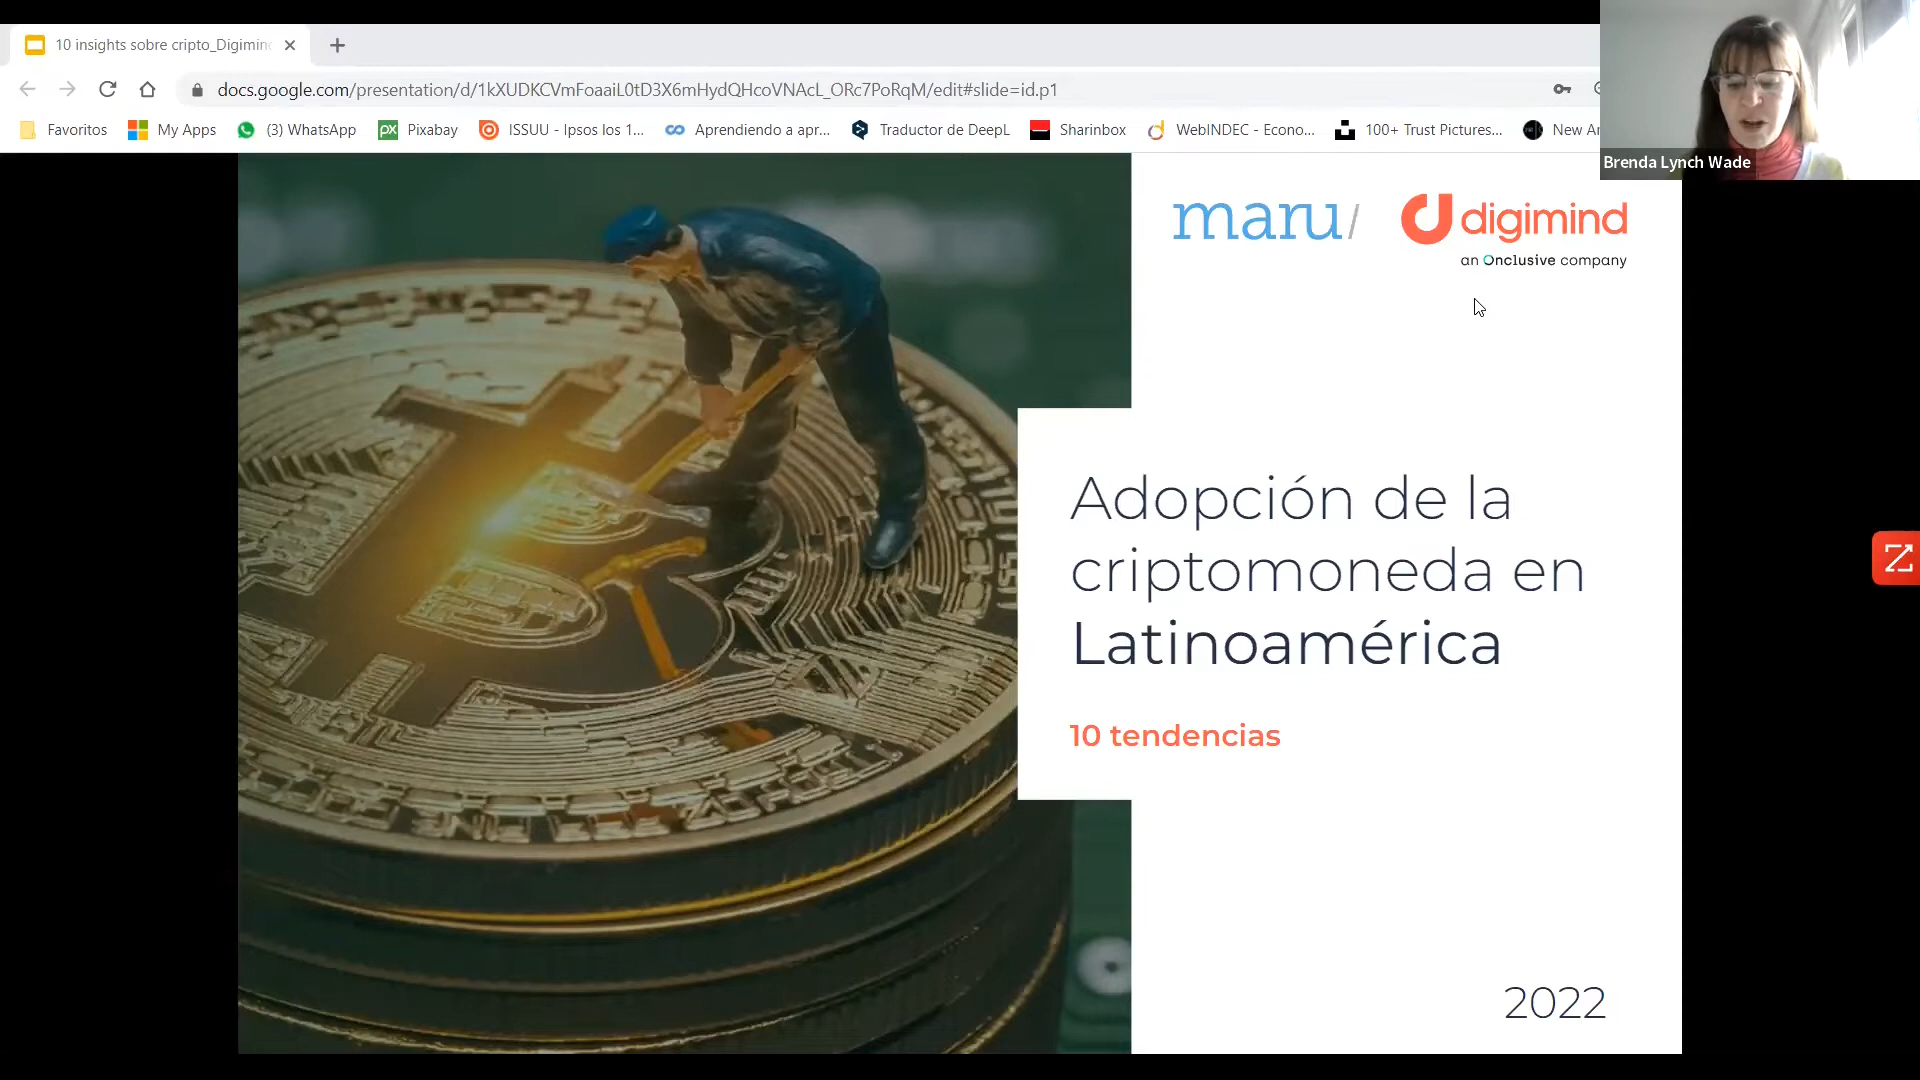 10 insights sobre cripto_Digimin
docs.google.com/presentation/d/1kXUDKCVmFoaaiL0tD3X6mHydQHcoVNAcL_ORc7PoRqM/edit#slide=id.p1
Favoritos
My Apps
(3) WhatsApp
px Pixabay
ISSUU - Ipsos los 1...
Aprendiendo a apr...
Traductor de DeepL
Sharinbox
WebINDEC - Econo...
100+ Trust Pictures...
New Ar
Brenda Lynch Wade
maru/
digimind
an Onclusive company
Adopción de la
criptomoneda en
Latinoamérica
10 tendencias
2022